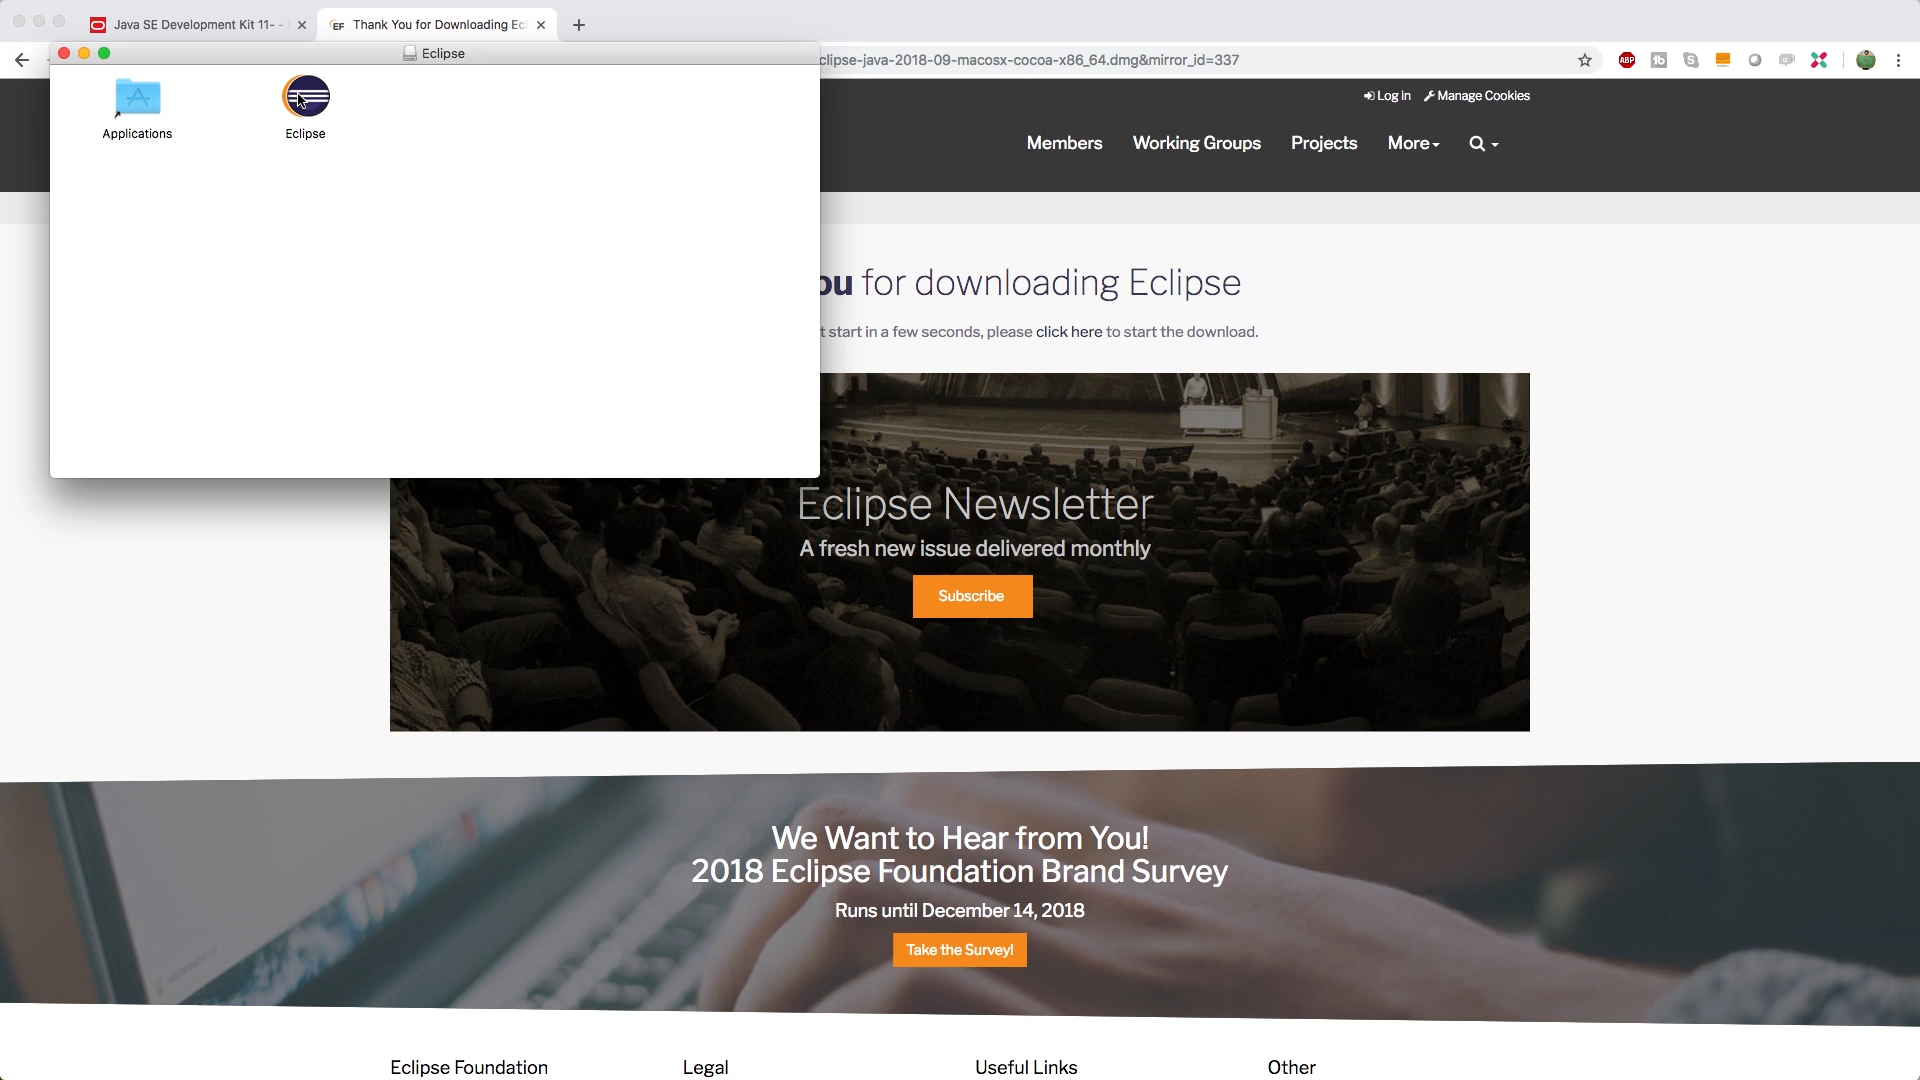 Java SE Development Kit 11- -
EF Thank You for Downloading Ecl
Eclipse
clipse-java-2018-09-macosx-cocoa-x86_64.dmg&mirror_id=337
ABP
Applications
Eclipse
Log in Manage Cookies
Members Working Groups Projects More
ou for downloading Eclipse
t start in a few seconds, please click here to start the download.
Eclipse Newsletter
A fresh new issue delivered monthly
Subscribe
We Want to Hear from You!
2018 Eclipse Foundation Brand Survey
Runs until December 14, 2018
Take the Survey!
Eclipse Foundation Legal Useful Links Other